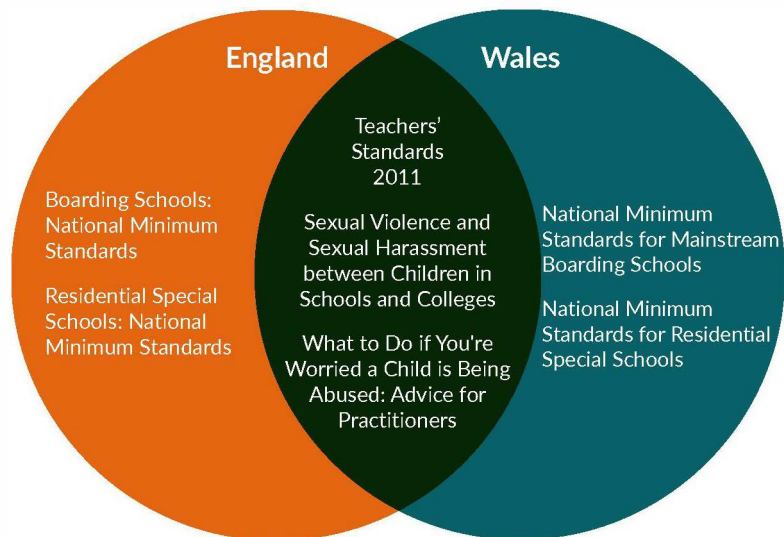 England
Wales
Boarding Schools:
National Minimum
Standards
Residential Special
Schools: National
Minimum Standards
Teachers'
Standards
2011
Sexual Violence and
Sexual Harassment
between Children in
Schools and Colleges
What to Do if You're
Worried a Child is Being
Abused: Advice for
Practitioners
National Minimum
Standards for Mainstream
Boarding Schools
National Minimum
Standards for Residential
Special Schools